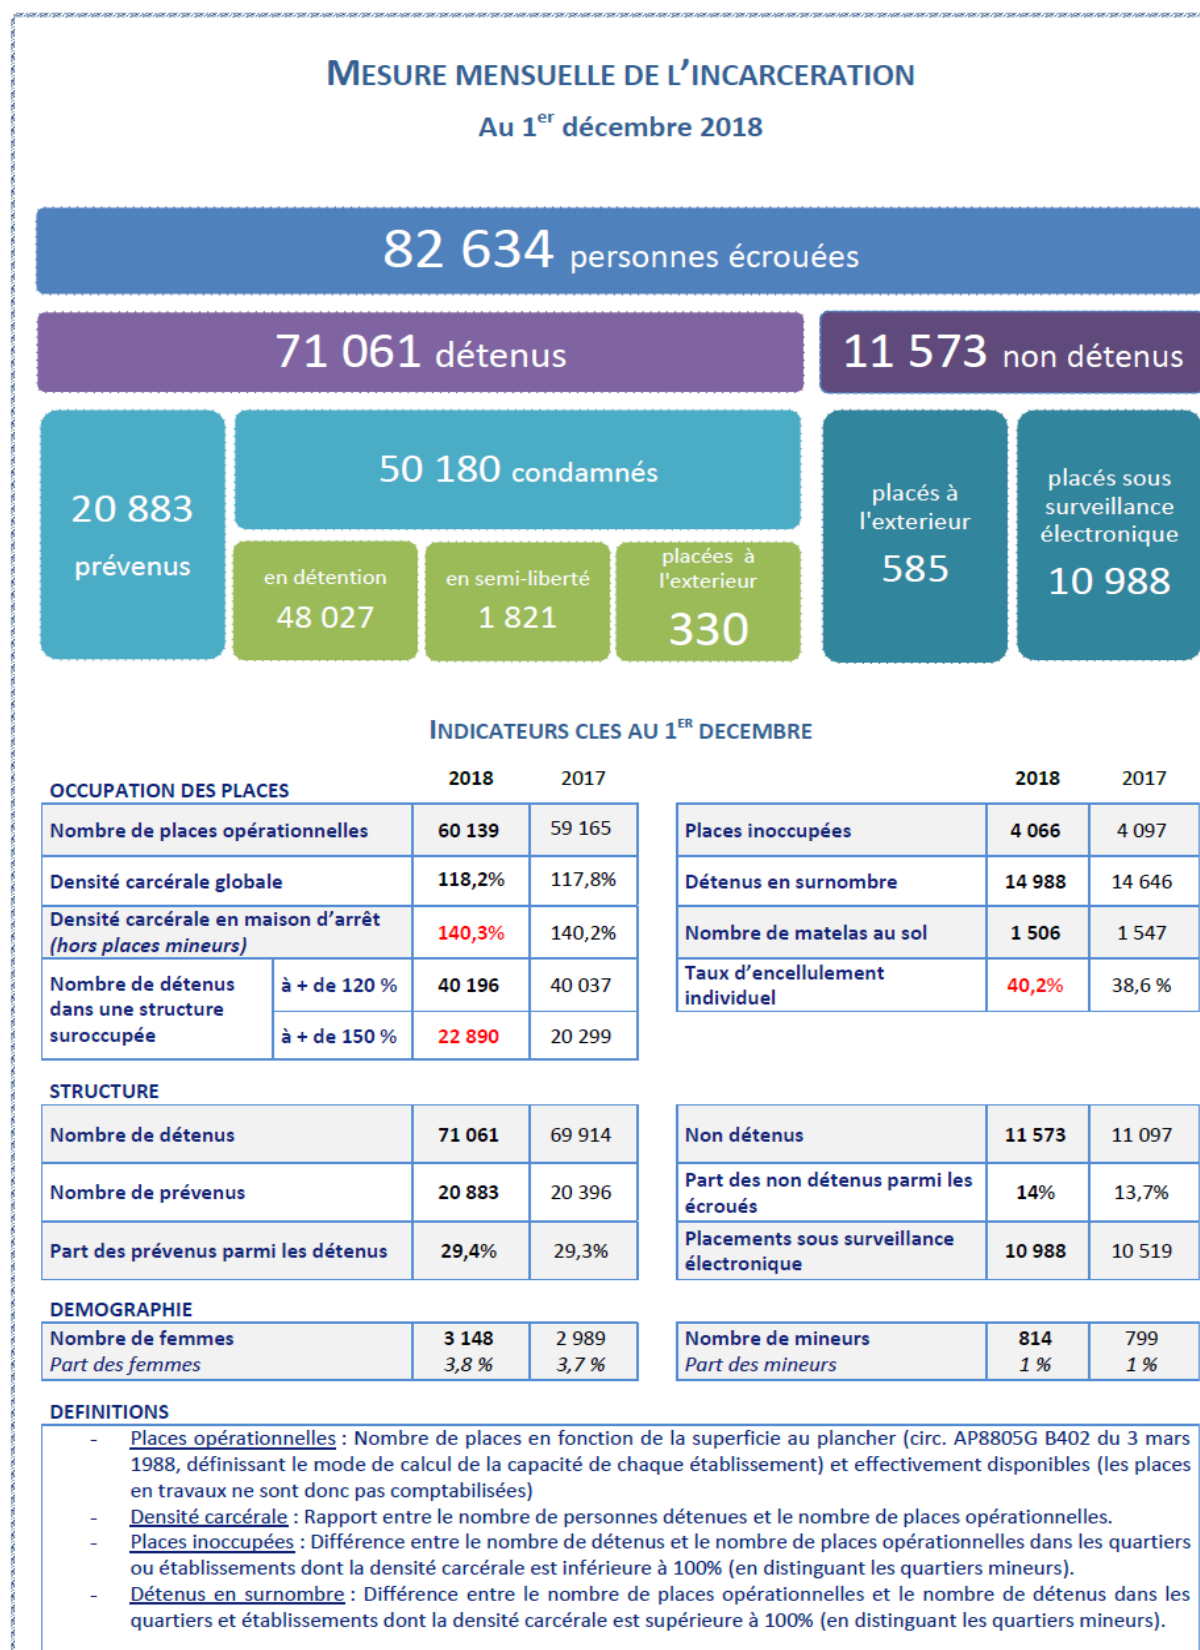 MESURE MENSUELLE DE L’INCARCERATION
Au 1er décembre 2018
82 634 personnes écrouées
71 061 détenus
11 573 non détenus
20 883
prévenus
50 180 condamnés
en détention
48 027
en semi-liberté
1 821
placées à
l'exterieur
330
placés à
l'exterieur
585
placés sous
surveillance
électronique
10 988
INDICATEURS CLES AU 1ER DECEMBRE
OCCUPATION DES PLACES 2018 2017
Nombre de places opérationnelles 60 139 59 165
Densité carcérale globale 118,2% 117,8%
Densité carcérale en maison d’arrêt
(hors places mineurs) 140,3% 140,2%
Nombre de détenus
dans une structure
suroccupée
à + de 120 % 40 196 40 037
à + de 150 % 22 890 20 299
2018 2017
Places inoccupées 4 066 4 097
Détenus en surnombre 14 988 14 646
Nombre de matelas au sol 1 506 1 547
Taux d’encellulement
individuel 40,2% 38,6 %
STRUCTURE
Nombre de détenus 71 061 69 914
Nombre de prévenus 20 883 20 396
Part des prévenus parmi les détenus 29,4% 29,3%
Non détenus 11 573 11 097
Part des non détenus parmi les
écroués 14% 13,7%
Placements sous surveillance
électronique 10 988 10 519
DEMOGRAPHIE
Nombre de femmes 3 148 2 989
Part des femmes 3,8 % 3,7 %
Nombre de mineurs 814 799
Part des mineurs 1 % 1 %
DEFINITIONS
- Places opérationnelles : Nombre de places en fonction de la superficie au plancher (circ. AP8805G B402 du 3 mars
1988, définissant le mode de calcul de la capacité de chaque établissement) et effectivement disponibles (les places
en travaux ne sont donc pas comptabilisées)
- Densité carcérale : Rapport entre le nombre de personnes détenues et le nombre de places opérationnelles.
- Places inoccupées : Différence entre le nombre de détenus et le nombre de places opérationnelles dans les quartiers
ou établissements dont la densité carcérale est inférieure à 100% (en distinguant les quartiers mineurs).
- Détenus en surnombre : Différence entre le nombre de places opérationnelles et le nombre de détenus dans les
quartiers et établissements dont la densité carcérale est supérieure à 100% (en distinguant les quartiers mineurs).